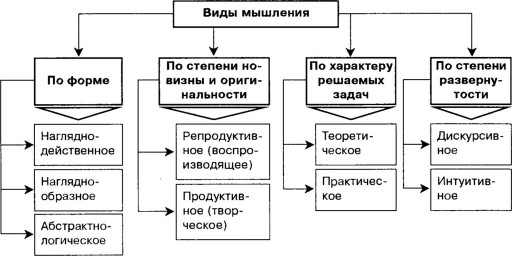 Виды мышления
По форме
Наглядно-
действенное
Наглядно-
образное
Абстрактно-
логическое
По степени но-
визны и ориги-
нальности
Репродуктив-
ное (воспро-
изводящее)
Продуктив-
ное (твор-
ческое)
По характеру
решаемых
задач
Теорети-
ческое
Практичес-
кое
По степени
разверну-
тости
Дискурсив-
ное
Интуитив-
ное